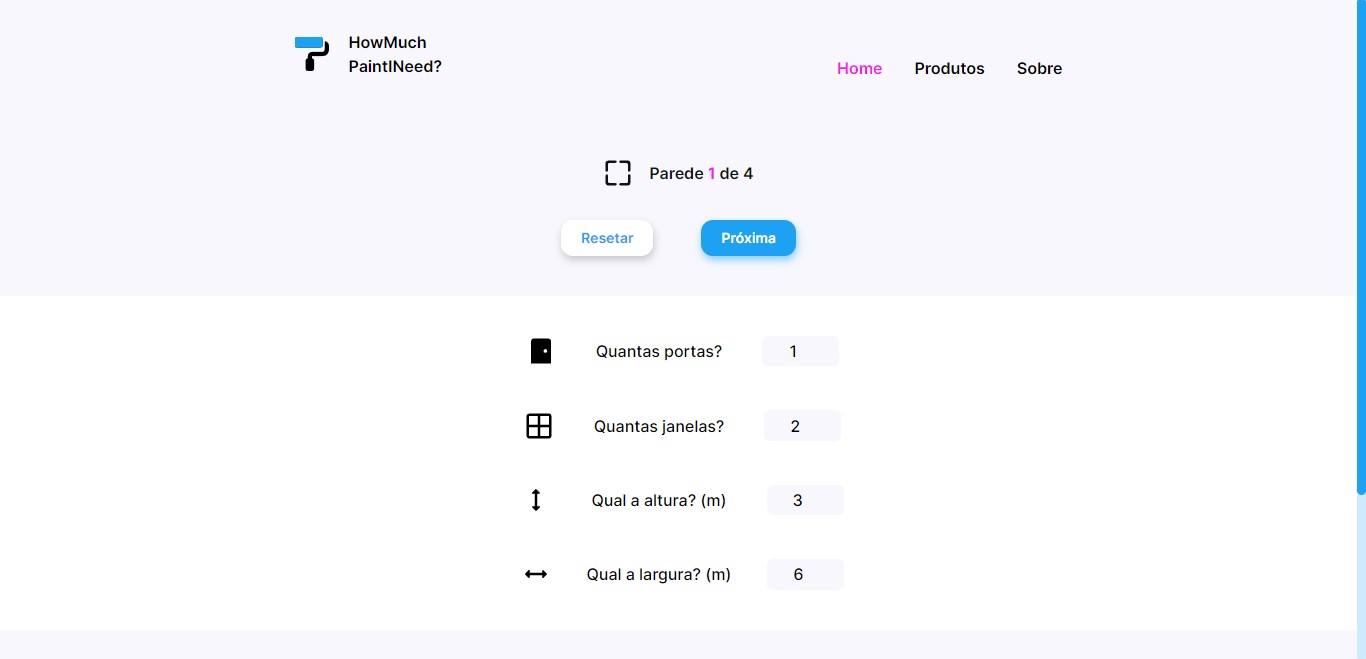 HowMuch
PaintINeed?
Home Produtos Sobre
Parede 1 de 4
Resetar Próxima
Quantas portas? 1
Quantas janelas? 2
Qual a altura? (m) 3
Qual a largura? (m) 6